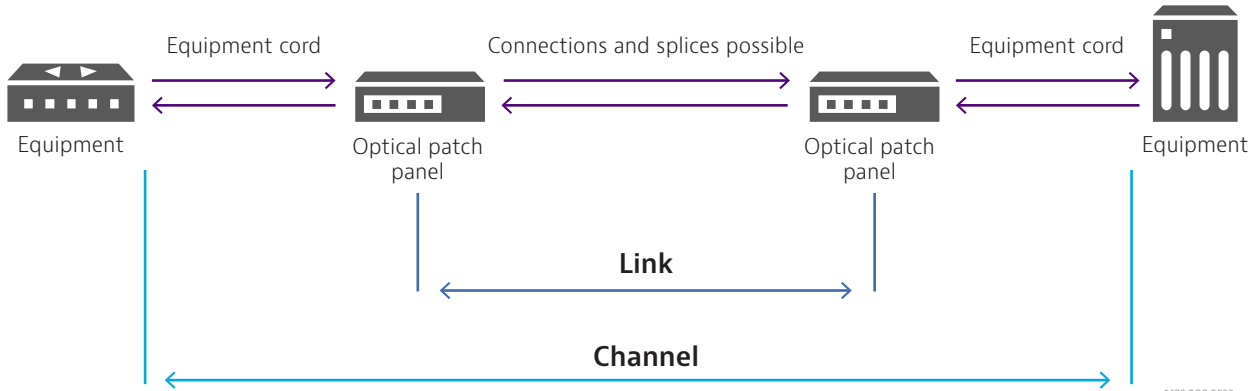 Equipment cord
Connections and splices possible
Equipment cord
Equipment
Optical patch
panel
Optical patch
panel
Equipment
Link
Channel